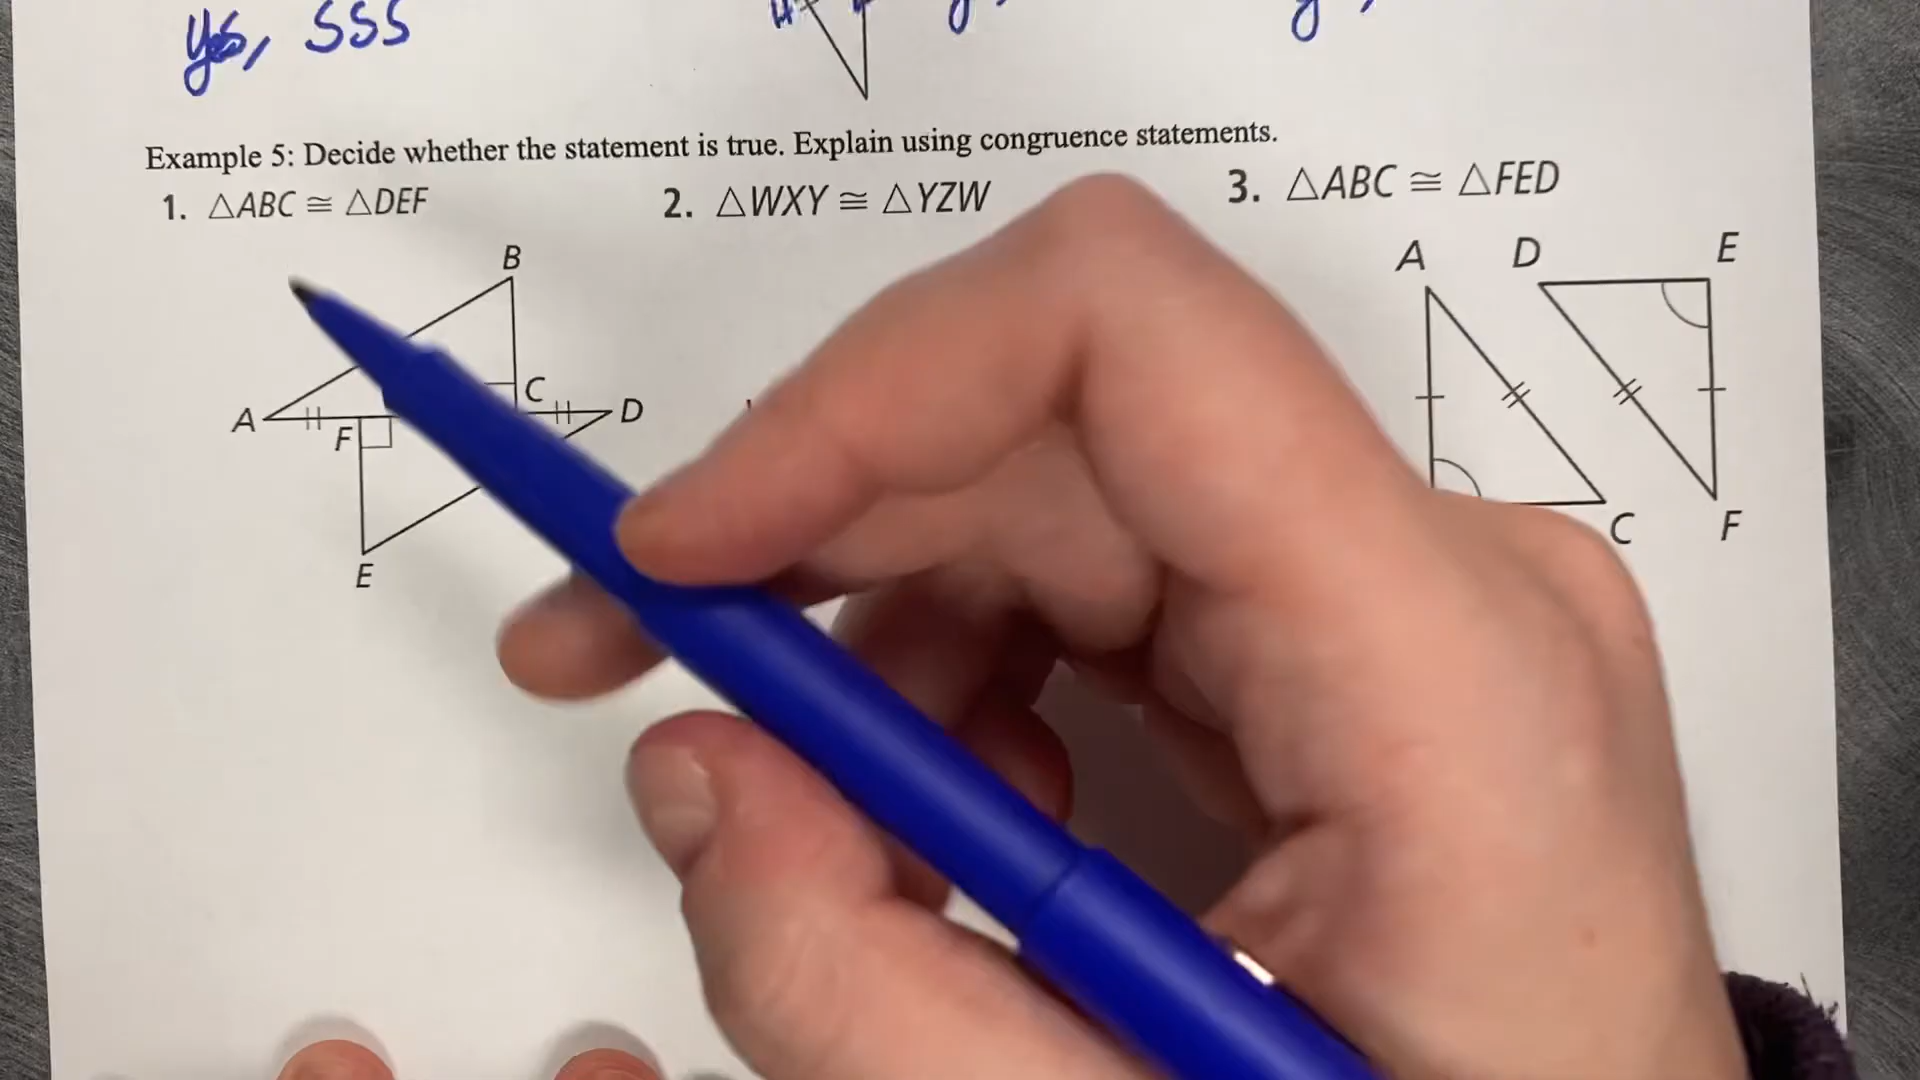 yes, SSS
Example 5: Decide whether the statement is true. Explain using congruence statements.
1. △ABC ≅ △DEF
2. △WXY ≅ △YZW
3. △ABC ≅ △FED
B
C
A
F
D
E
A
D
E
C
F